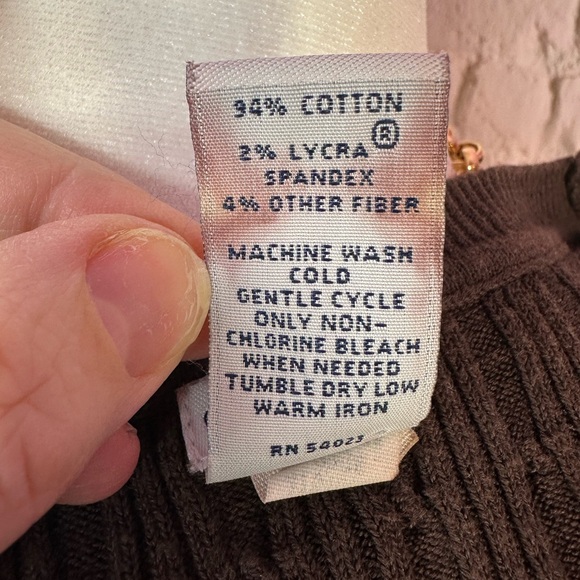 94% COTTON
2% LYCRA®
SPANDEX
4% OTHER FIBER
MACHINE WASH
COLD
GENTLE CYCLE
ONLY NON-
CHLORINE BLEACH
WHEN NEEDED
TUMBLE DRY LOW
WARM IRON
RN 54023